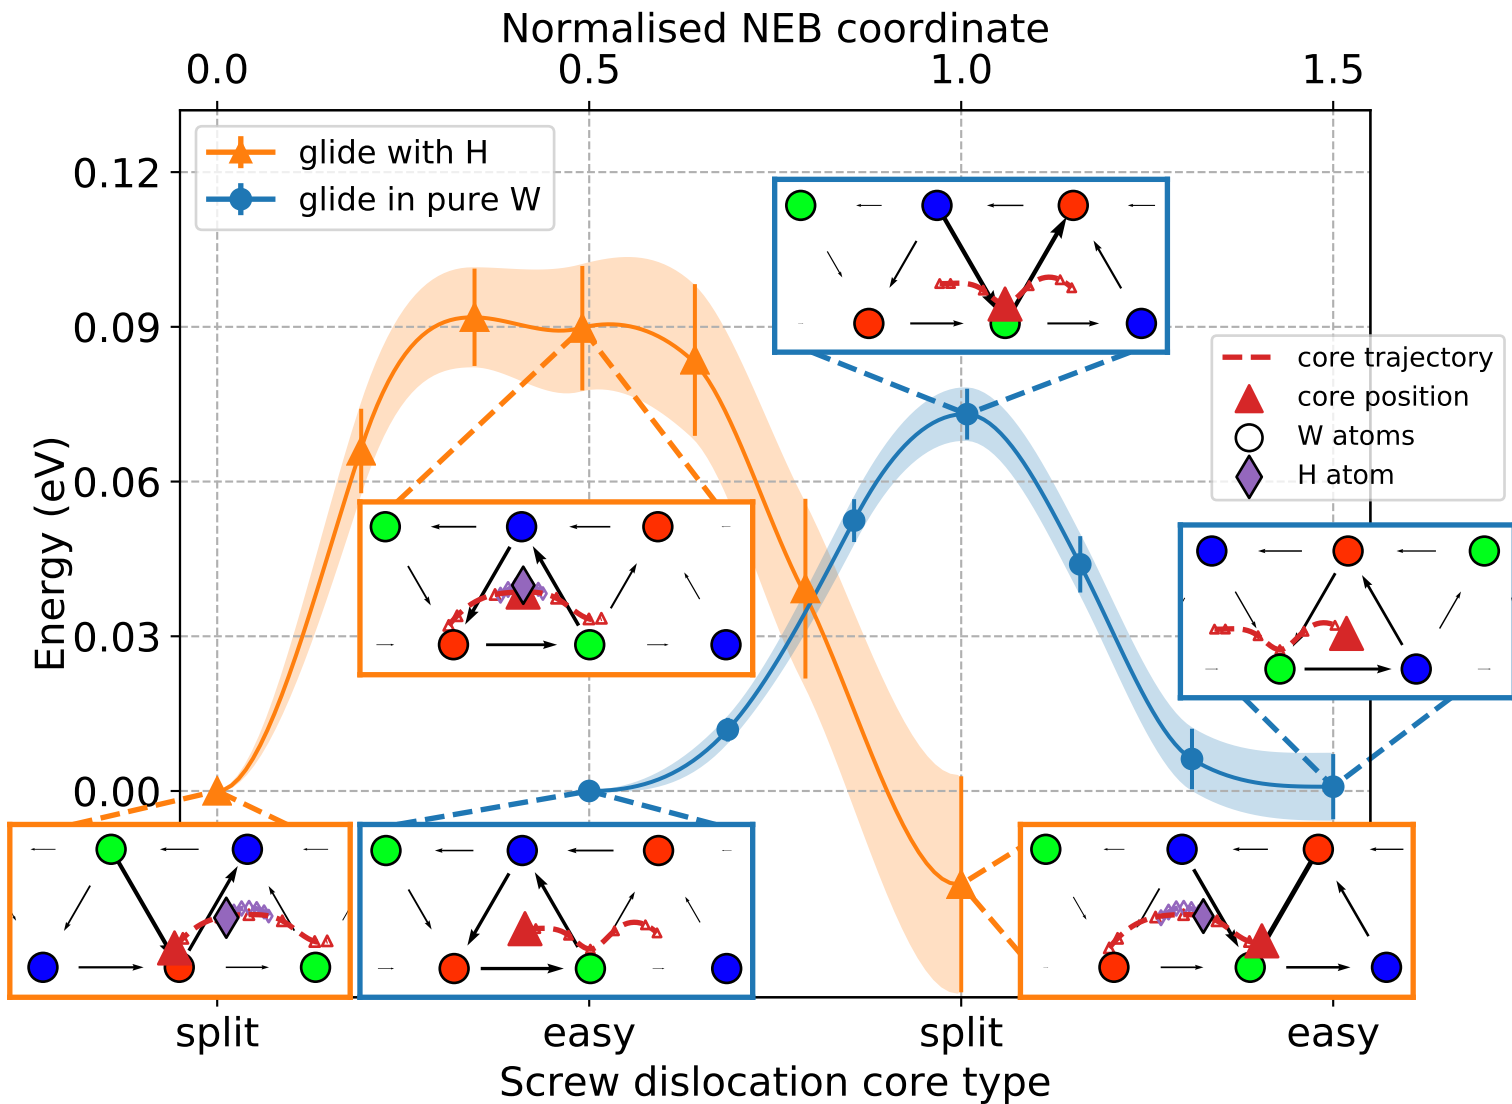 Normalised NEB coordinate
0.0 0.5 1.0 1.5
glide with H
glide in pure W
0.12
0.09
0.06
0.03
0.00
Energy (eV)
core trajectory
core position
W atoms
H atom
split easy split easy
Screw dislocation core type